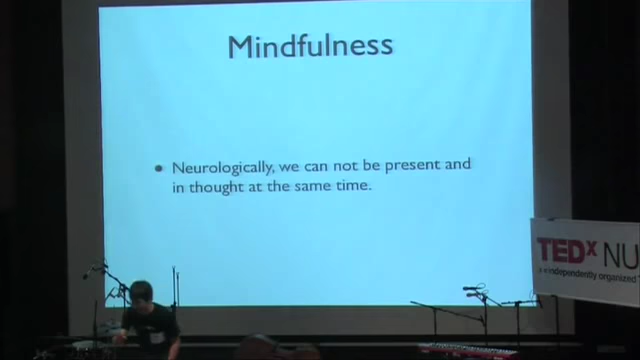 Mindfulness
• Neurologically, we can not be present and
in thought at the same time.
TEDx NU
independently organized